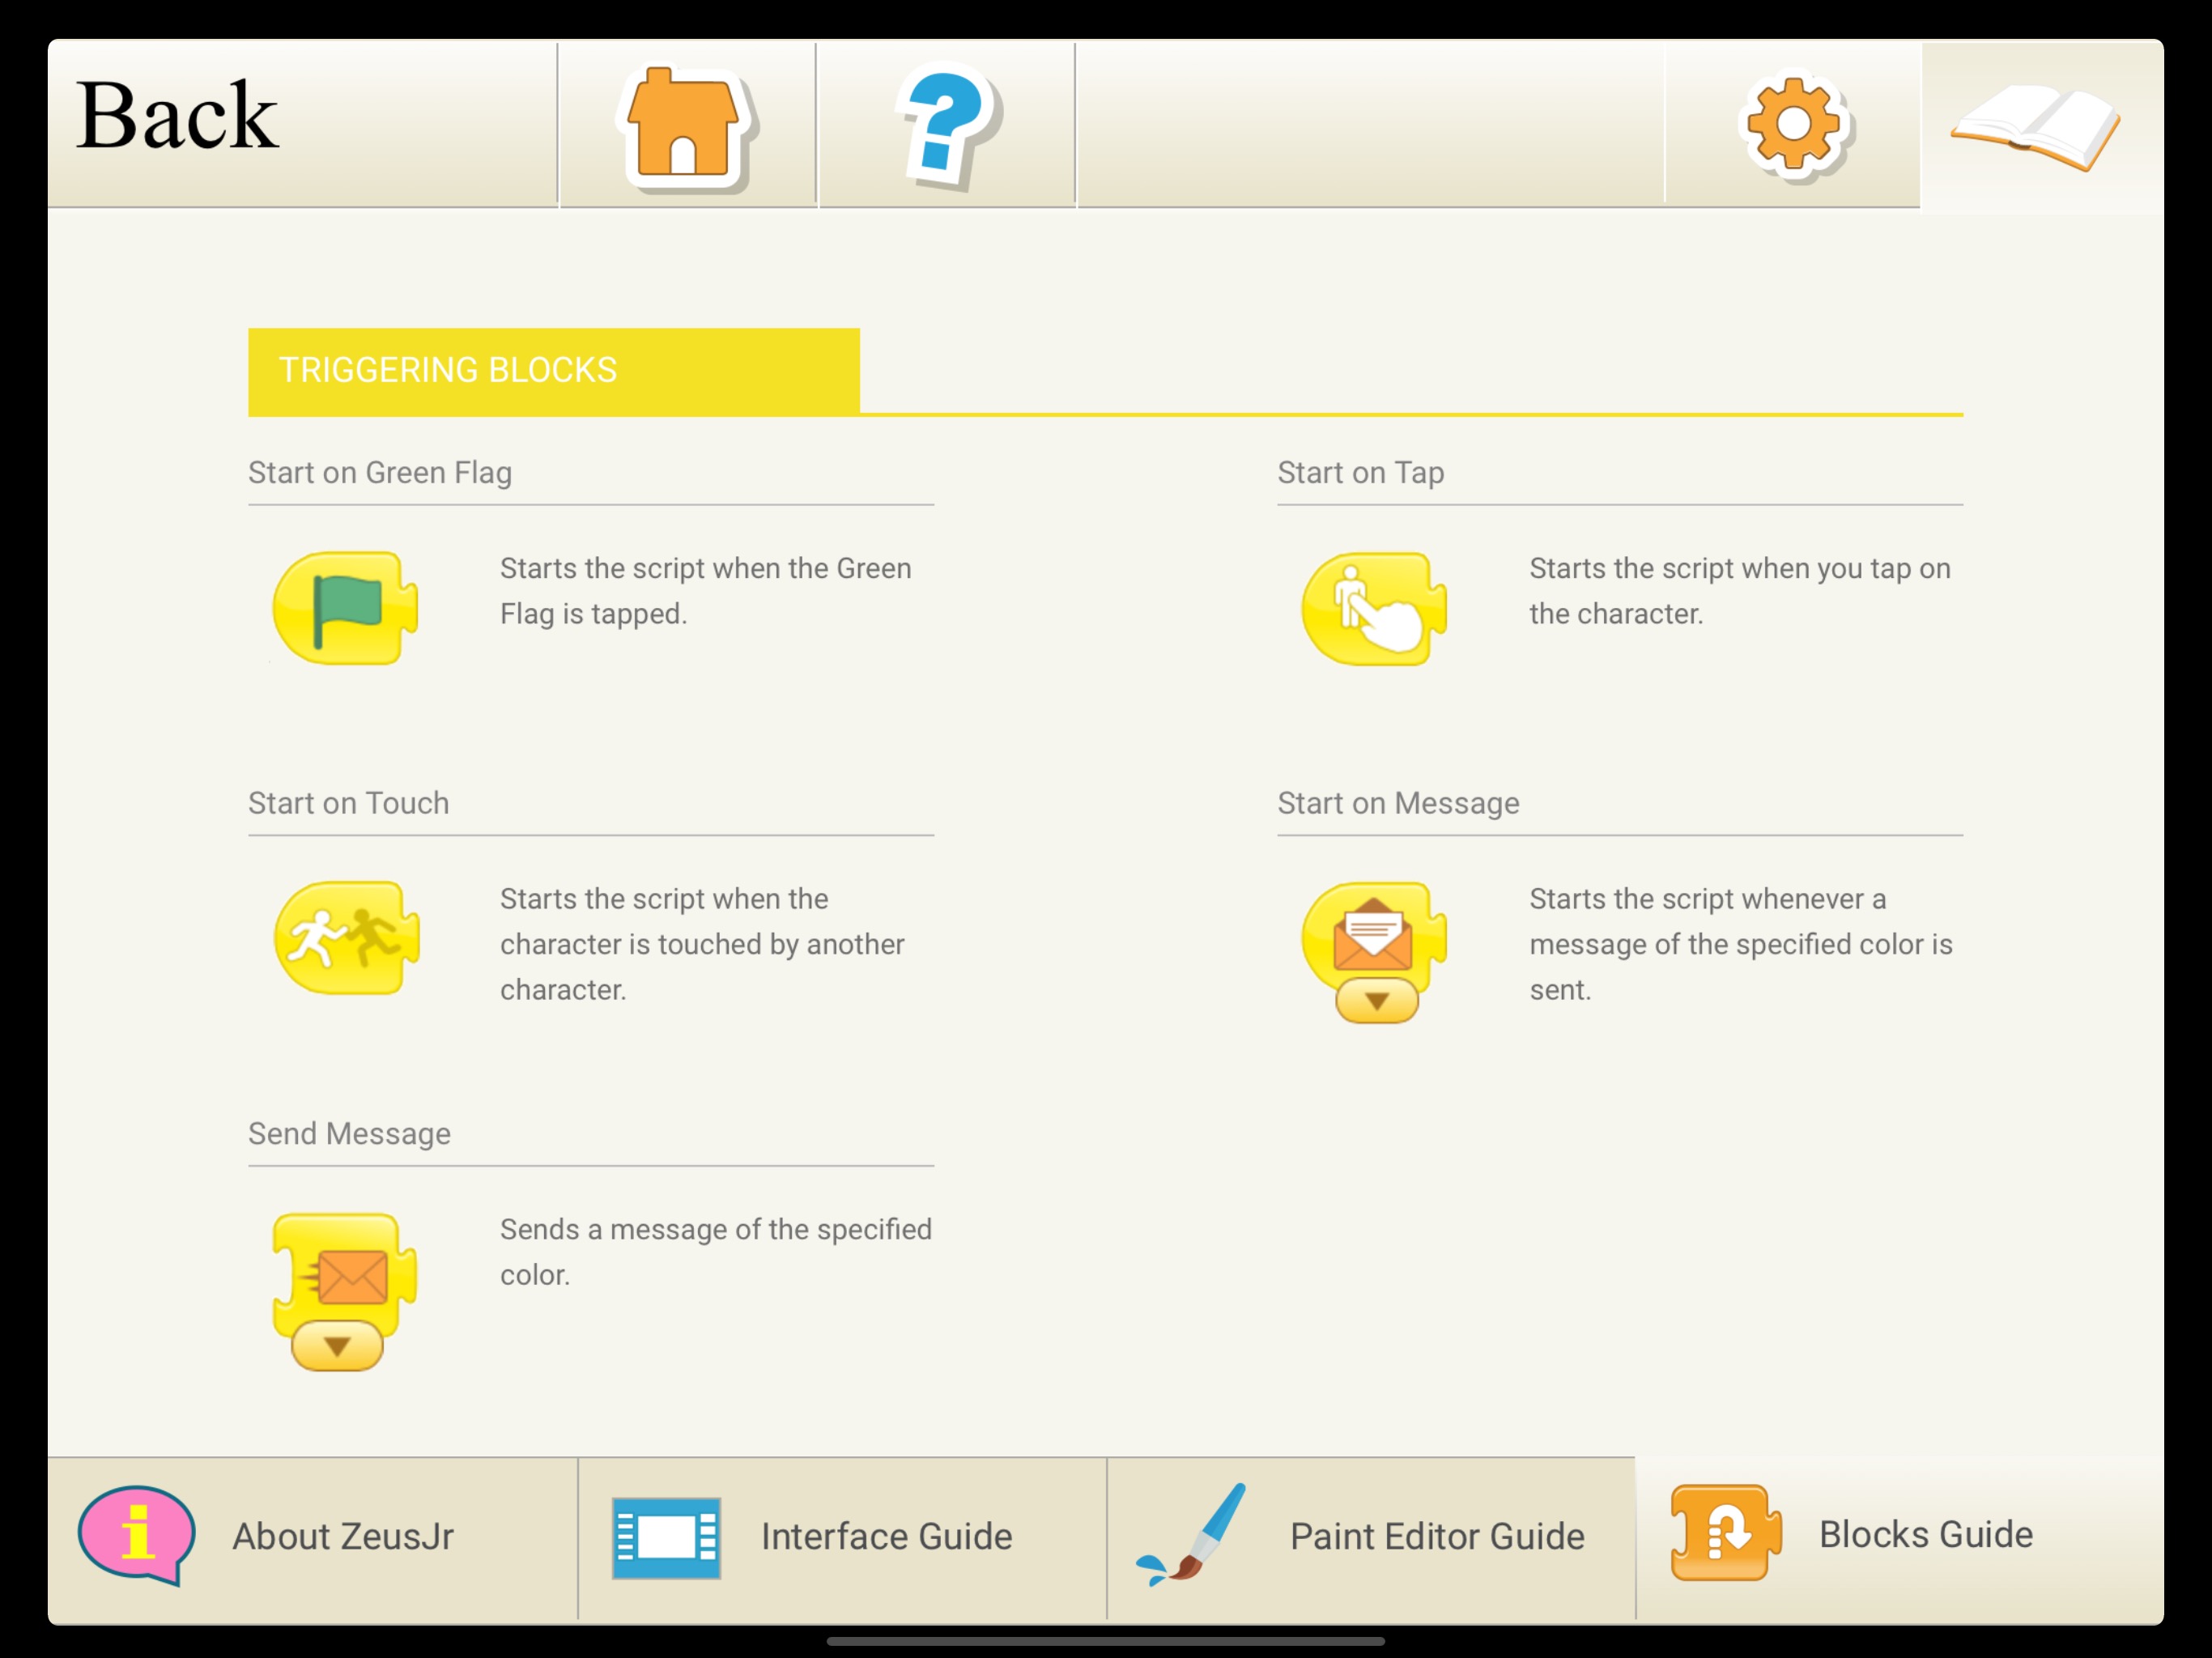 Back
TRIGGERING BLOCKS
Start on Green Flag
Starts the script when the Green
Flag is tapped.
Start on Tap
Starts the script when you tap on
the character.
Start on Touch
Starts the script when the
character is touched by another
character.
Start on Message
Starts the script whenever a
message of the specified color is
sent.
Send Message
Sends a message of the specified
color.
About ZeusJr
Interface Guide
Paint Editor Guide
Blocks Guide